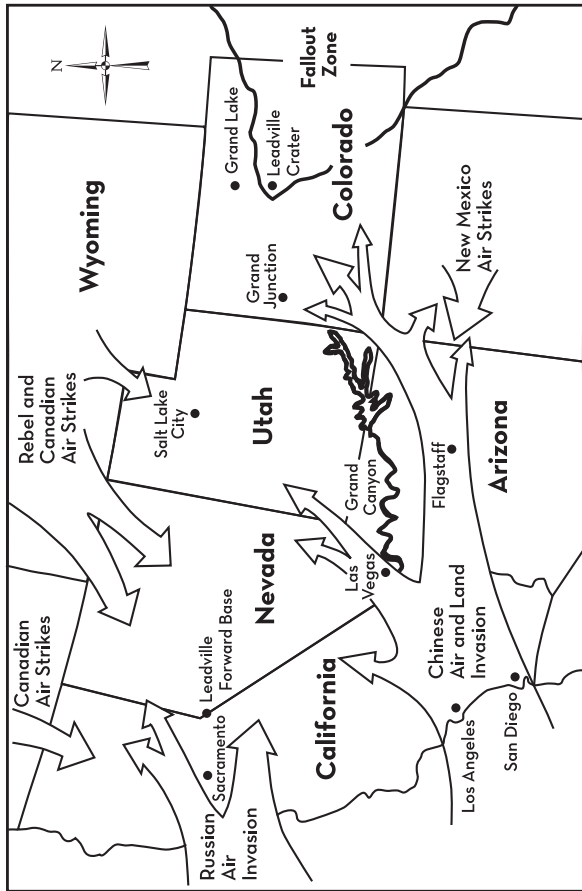 N
Canadian
Air Strikes
Rebel and
Canadian
Air Strikes
Wyoming
Grand Lake
Leadville
Crater
Fallout
Zone
Colorado
Salt Lake
City
Grand
Junction
Utah
Nevada
Leadville
Forward Base
Sacramento
Russian
Air
Invasion
California
Las
Vegas
Grand
Canyon
Flagstaff
Arizona
New Mexico
Air Strikes
Chinese
Air and Land
Invasion
Los Angeles
San Diego